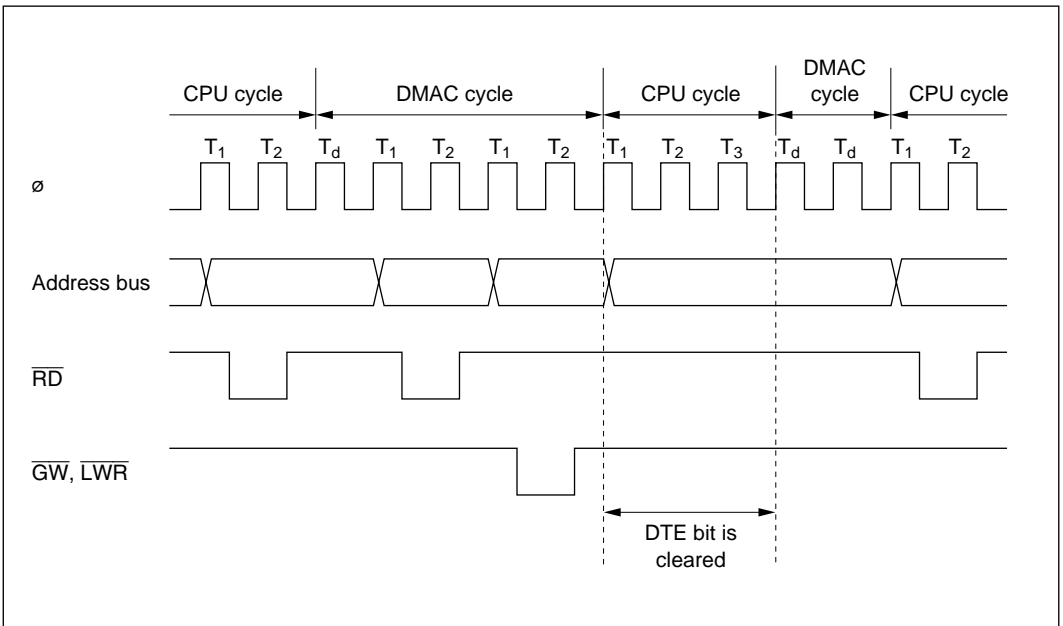 DMAC
CPU cycle DMAC cycle CPU cycle cycle CPU cycle
T1 T2 Td T1 T2 T1 T2 T1 T2 T3 Td Td T1 T2
ø
Address bus
RD
GW, LWR
DTE bit is
cleared